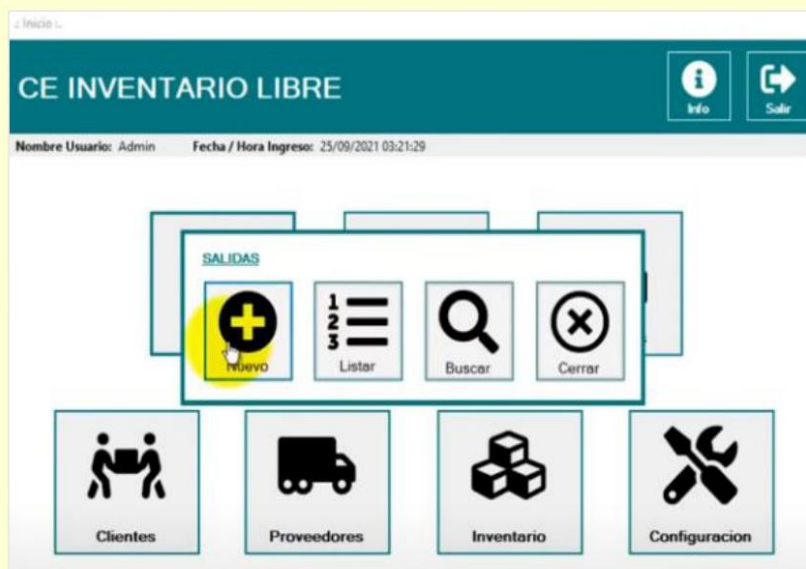 .: Inicio :.
CE INVENTARIO LIBRE
Info
Salir
Nombre Usuario: Admin Fecha / Hora Ingreso: 25/09/2021 03:21:29
SALIDAS
1
2
3
Nuevo Listar Buscar Cerrar
Clientes Proveedores Inventario Configuracion